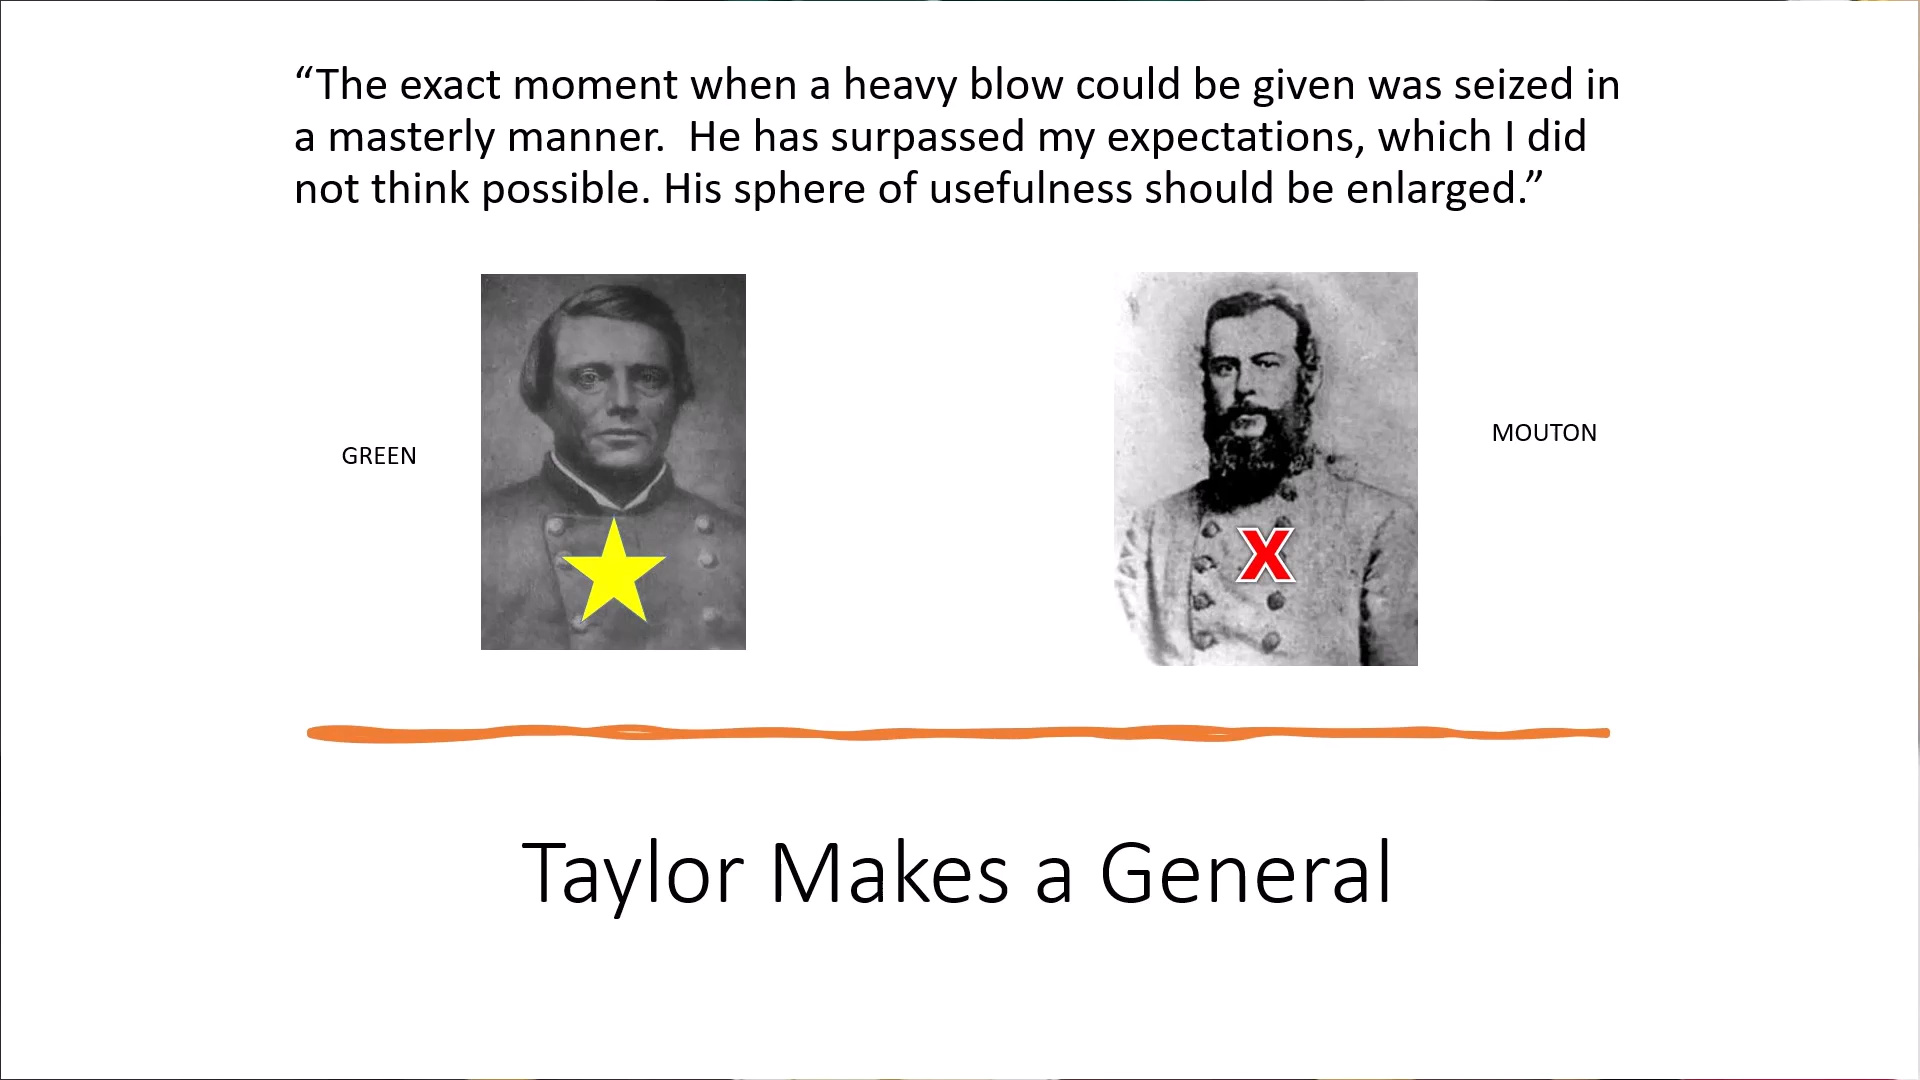 “The exact moment when a heavy blow could be given was seized in
a masterly manner.  He has surpassed my expectations, which I did
not think possible. His sphere of usefulness should be enlarged.”
GREEN
MOUTON
X
Taylor Makes a General